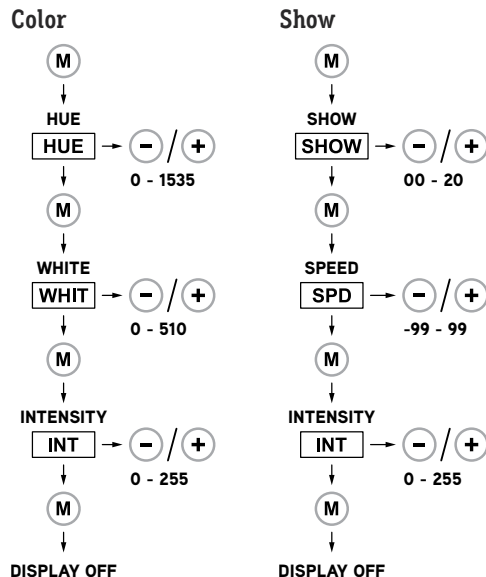 Color
M
HUE
HUE
- / +
0 - 1535
M
WHITE
WHIT
- / +
0 - 510
M
INTENSITY
INT
- / +
0 - 255
M
DISPLAY OFF
Show
M
SHOW
SHOW
- / +
00 - 20
M
SPEED
SPD
- / +
-99 - 99
M
INTENSITY
INT
- / +
0 - 255
M
DISPLAY OFF